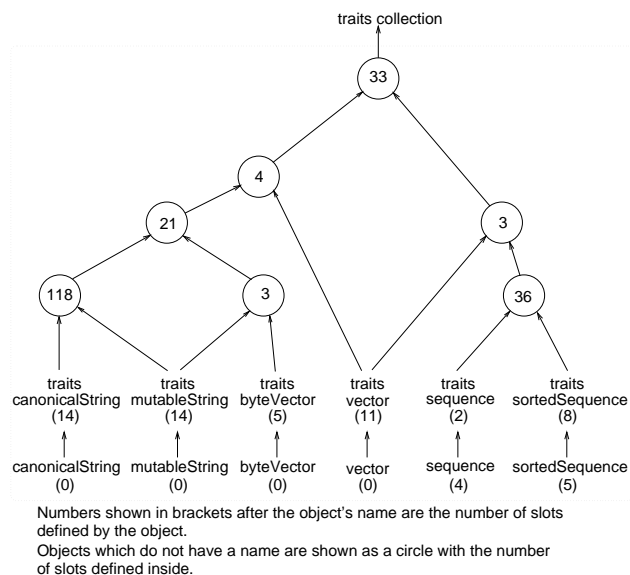 traits collection
33
4
21
3
118
3
36
traits canonicalString (14)
traits mutableString (14)
traits byteVector (5)
traits vector (11)
traits sequence (2)
traits sortedSequence (8)
canonicalString (0)
mutableString (0)
byteVector (0)
vector (0)
sequence (4)
sortedSequence (5)
Numbers shown in brackets after the object's name are the number of slots
defined by the object.
Objects which do not have a name are shown as a circle with the number
of slots defined inside.